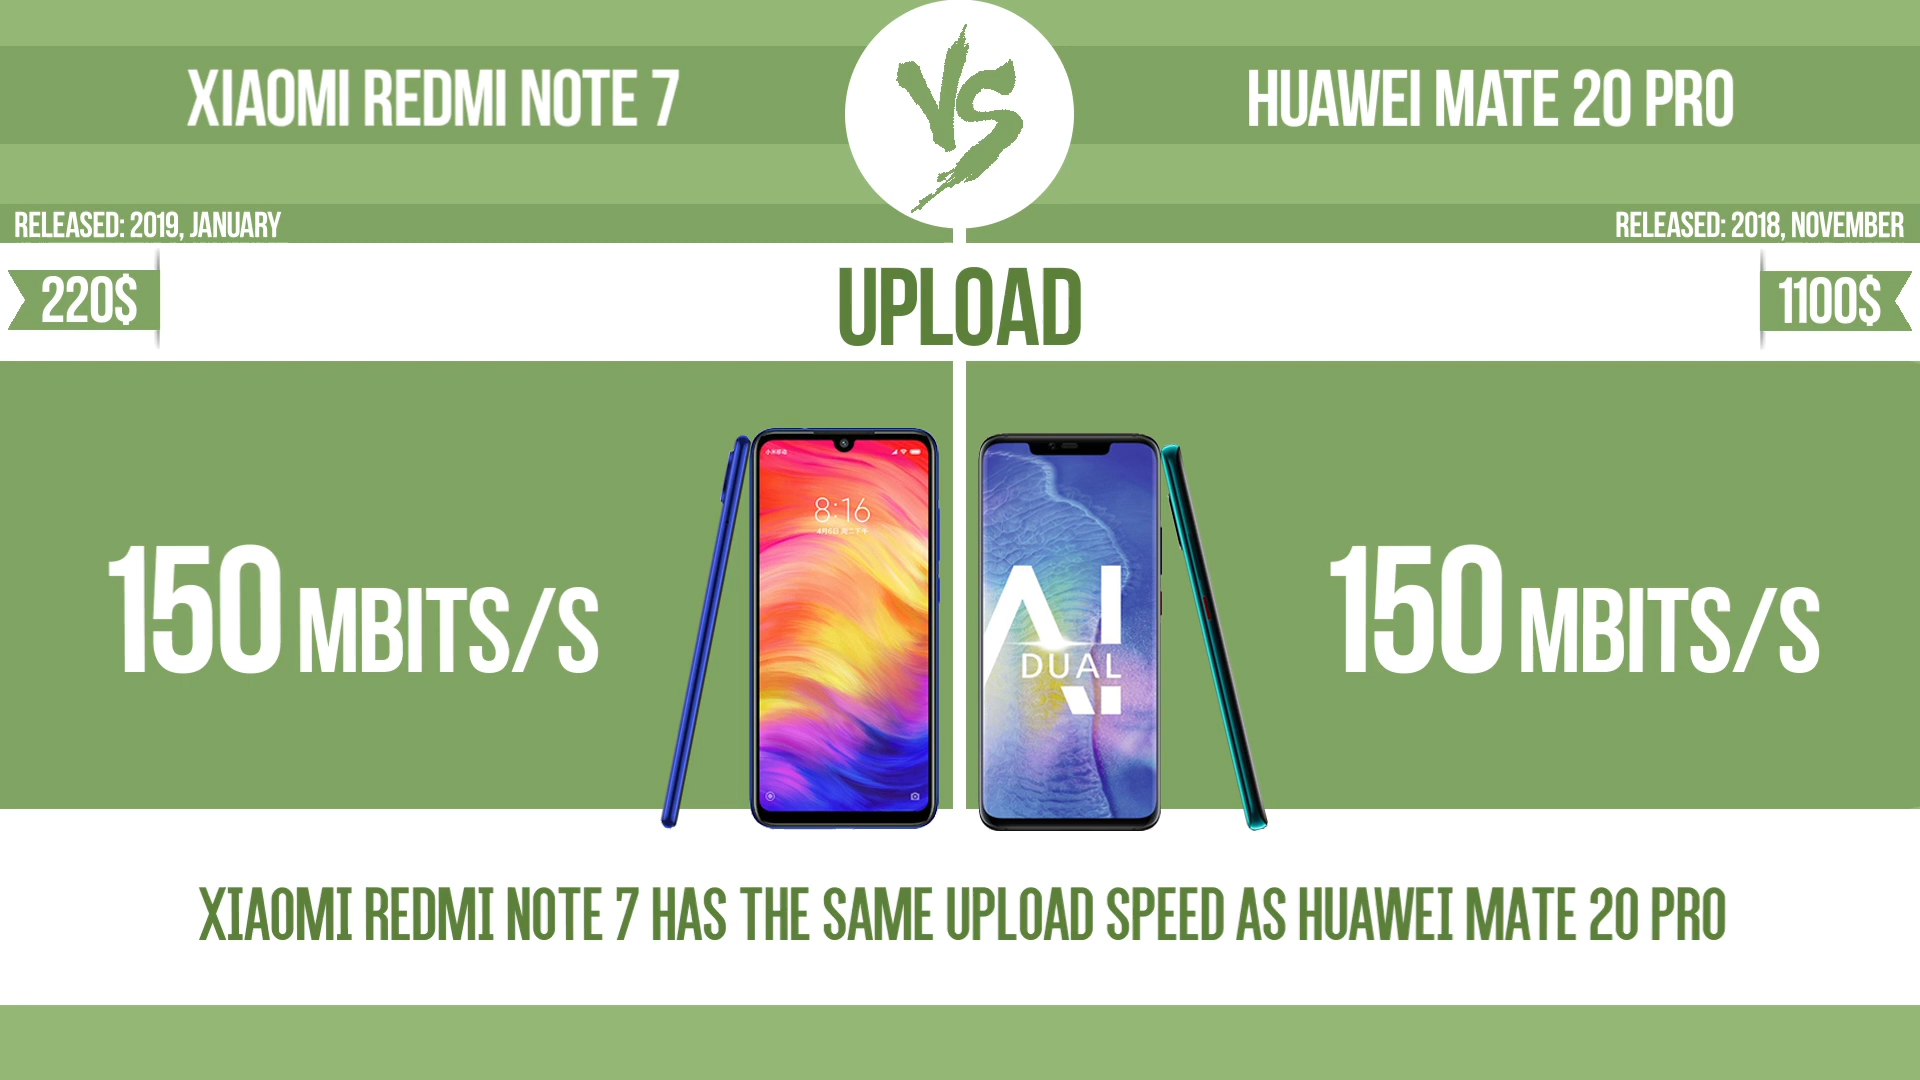 XIAOMI REDMI NOTE 7
VS
HUAWEI MATE 20 PRO
RELEASED: 2019, JANUARY
RELEASED: 2018, NOVEMBER
220$
UPLOAD
1100$
8:16
AI
DUAL
AI
150 MBITS/S
150 MBITS/S
XIAOMI REDMI NOTE 7 HAS THE SAME UPLOAD SPEED AS HUAWEI MATE 20 PRO